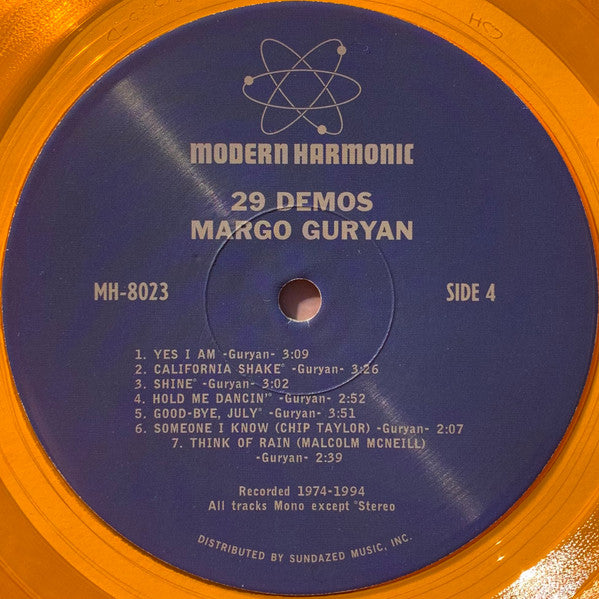 HCD
MODERN HARMONIC
29 DEMOS
MARGO GURYAN
MH-8023
SIDE 4
1. YES I AM -Guryan- 3:09
2. CALIFORNIA SHAKE* -Guryan- 3:26
3. SHINE* -Guryan- 3:02
4. HOLD ME DANCIN'* -Guryan- 2:52
5. GOOD-BYE, JULY* -Guryan- 3:51
6. SOMEONE I KNOW (CHIP TAYLOR) -Guryan- 2:07
7. THINK OF RAIN (MALCOLM MCNEILL)
-Guryan- 2:39
Recorded 1974-1994
All tracks Mono except *Stereo
DISTRIBUTED BY SUNDAZED MUSIC, INC.